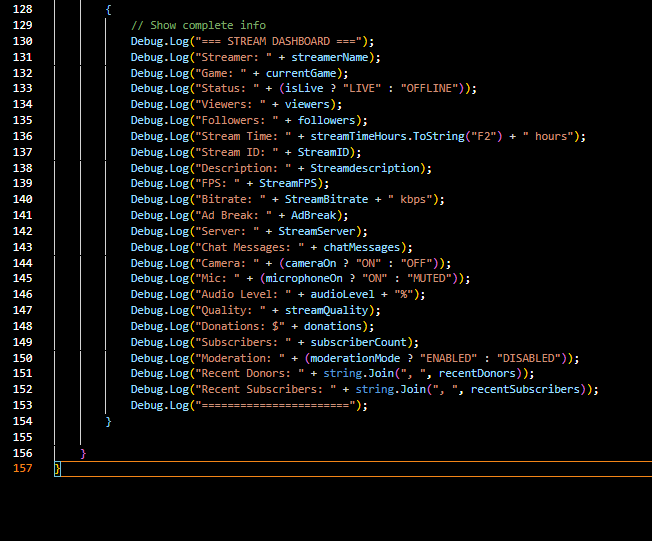 128 {
129 // Show complete info
130 Debug.Log("=== STREAM DASHBOARD ===");
131 Debug.Log("Streamer: " + streamerName);
132 Debug.Log("Game: " + currentGame);
133 Debug.Log("Status: " + (isLive ? "LIVE" : "OFFLINE"));
134 Debug.Log("Viewers: " + viewers);
135 Debug.Log("Followers: " + followers);
136 Debug.Log("Stream Time: " + streamTimeHours.ToString("F2") + " hours");
137 Debug.Log("Stream ID: " + StreamID);
138 Debug.Log("Description: " + Streamdescription);
139 Debug.Log("FPS: " + StreamFPS);
140 Debug.Log("Bitrate: " + StreamBitrate + " kbps");
141 Debug.Log("Ad Break: " + AdBreak);
142 Debug.Log("Server: " + StreamServer);
143 Debug.Log("Chat Messages: " + chatMessages);
144 Debug.Log("Camera: " + (cameraOn ? "ON" : "OFF"));
145 Debug.Log("Mic: " + (microphoneOn ? "ON" : "MUTED"));
146 Debug.Log("Audio Level: " + audioLevel + "%");
147 Debug.Log("Quality: " + streamQuality);
148 Debug.Log("Donations: $" + donations);
149 Debug.Log("Subscribers: " + subscriberCount);
150 Debug.Log("Moderation: " + (moderationMode ? "ENABLED" : "DISABLED"));
151 Debug.Log("Recent Donors: " + string.Join(", ", recentDonors));
152 Debug.Log("Recent Subscribers: " + string.Join(", ", recentSubscribers));
153 Debug.Log("=======================");
154 }
155
156 }
157 }